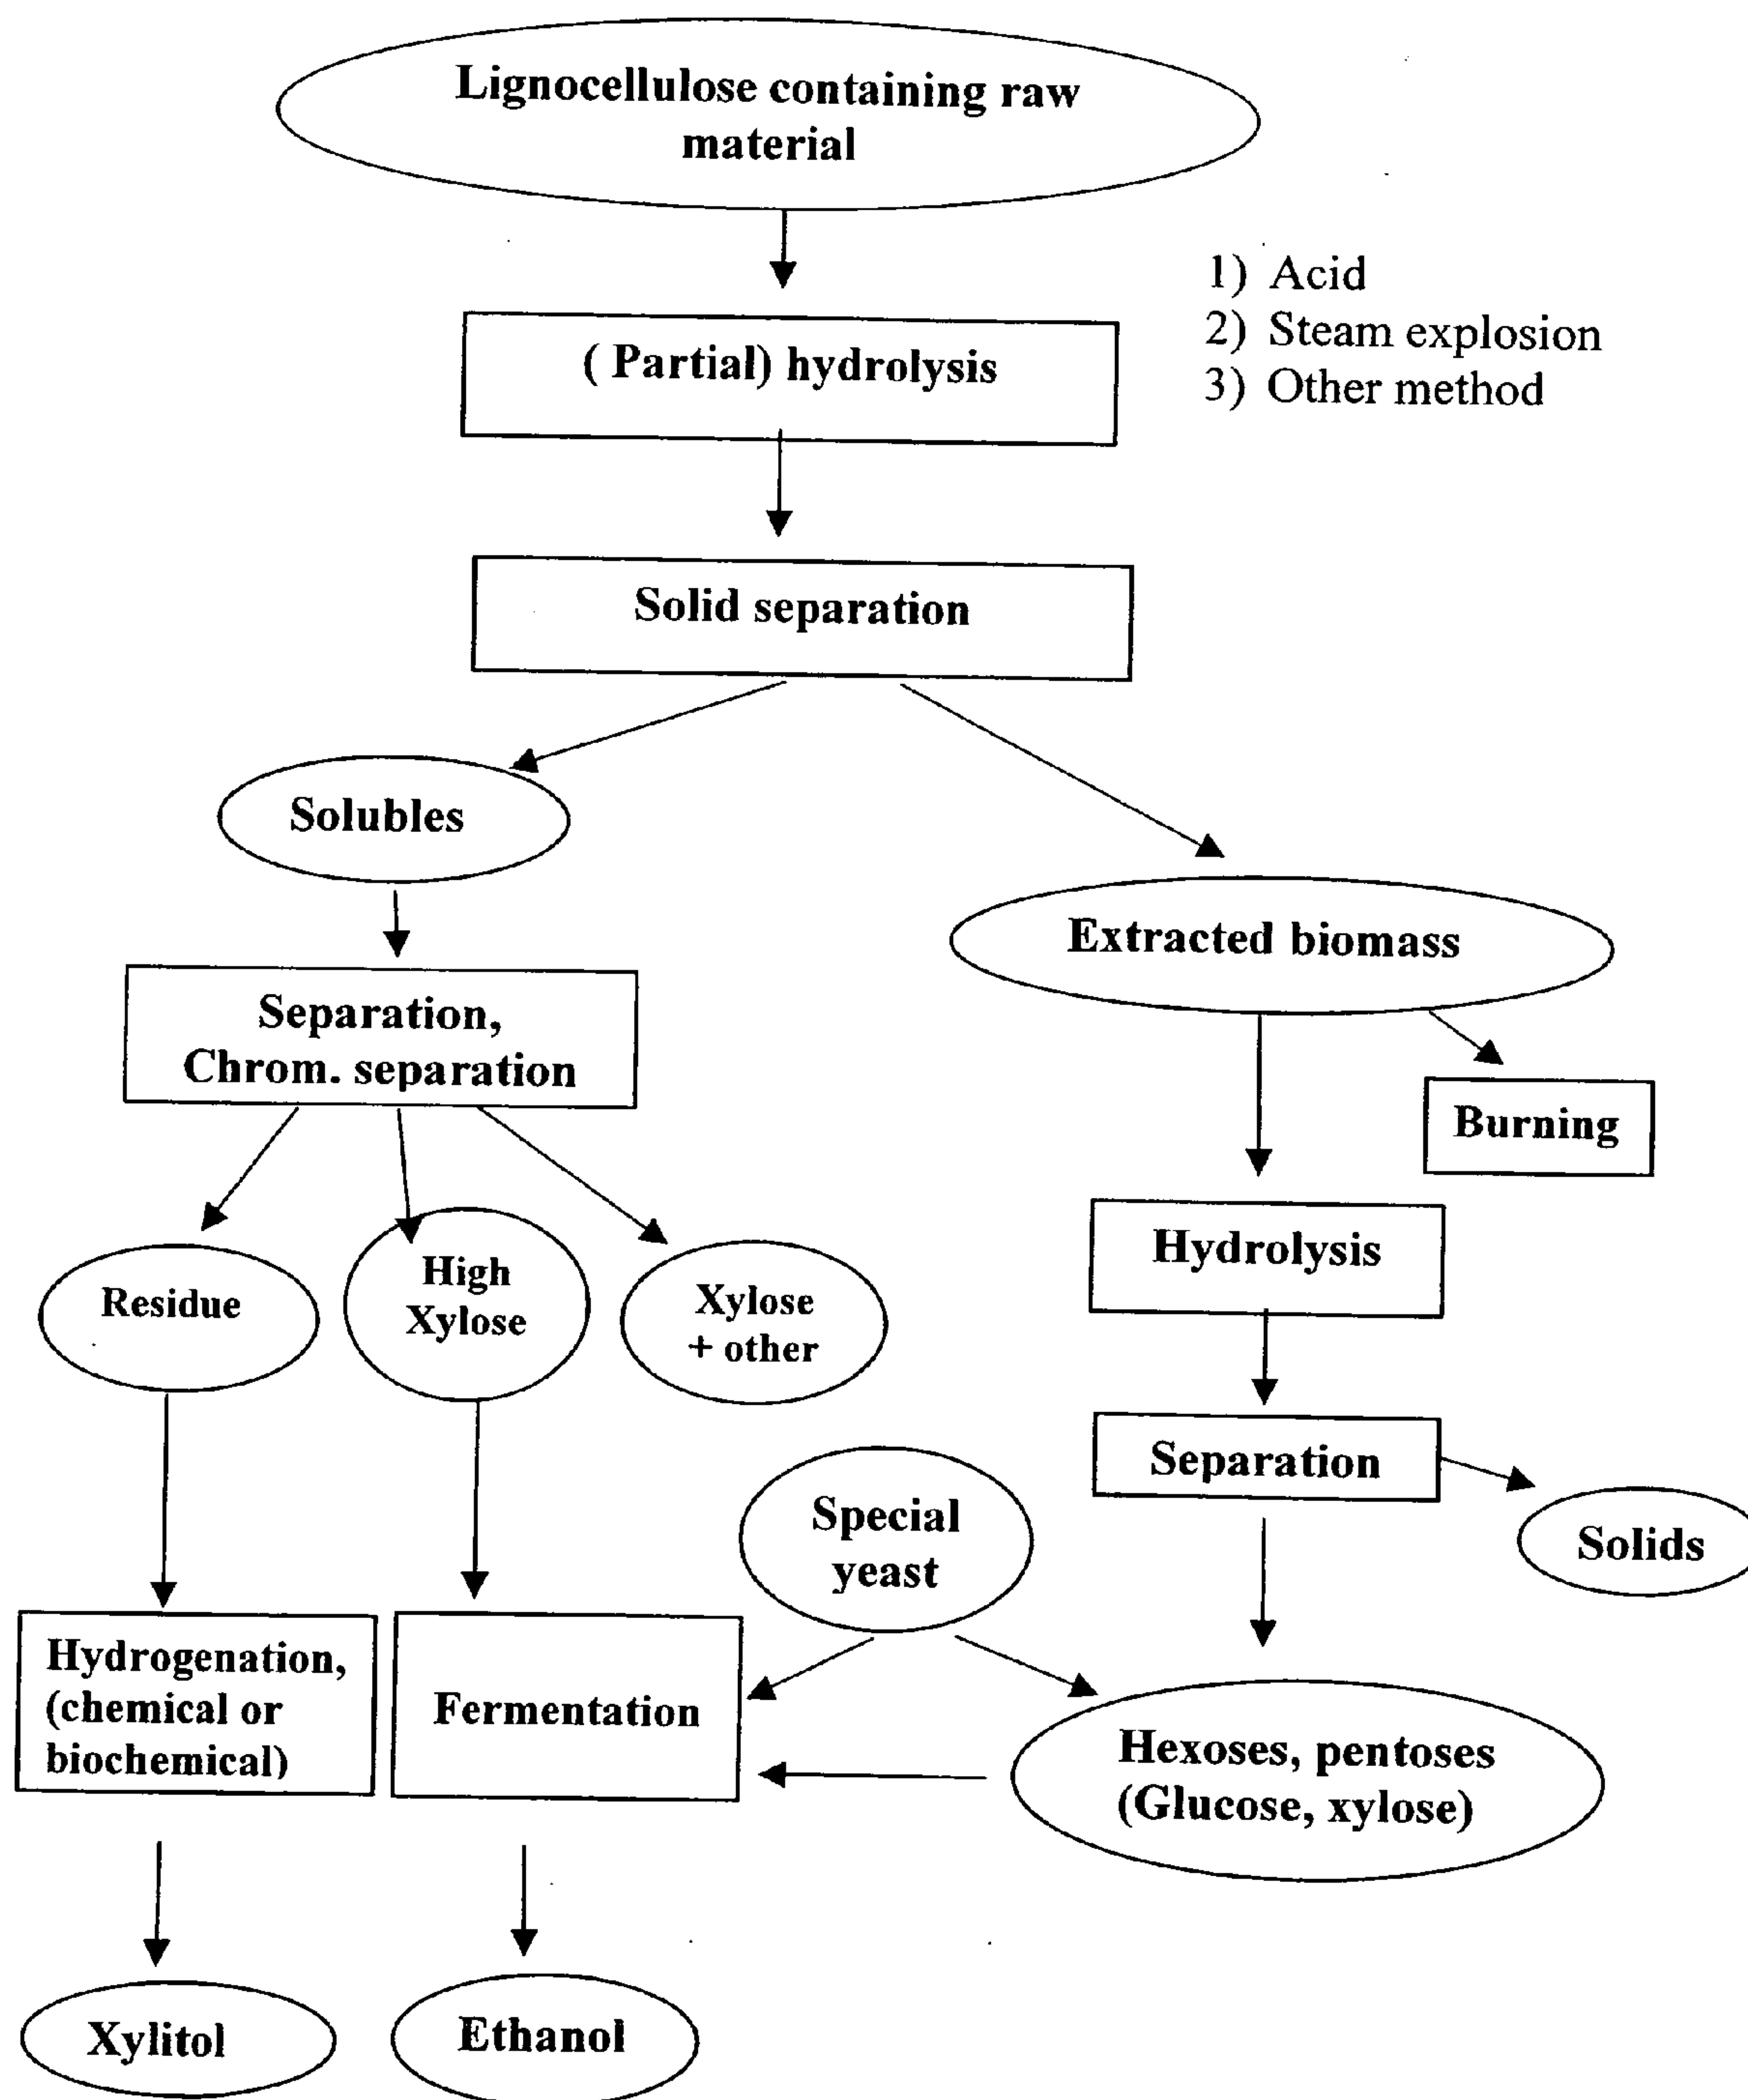 Lignocellulose containing raw
material
1) Acid
2) Steam explosion
3) Other method
( Partial) hydrolysis
Solid separation
Solubles
Extracted biomass
Separation,
Chrom. separation
Burning
Residue
High
Xylose
Xylose
+ other
Hydrolysis
Separation
Solids
Special
yeast
Hydrogenation,
(chemical or
biochemical)
Fermentation
Hexoses, pentoses
(Glucose, xylose)
Xylitol
Ethanol